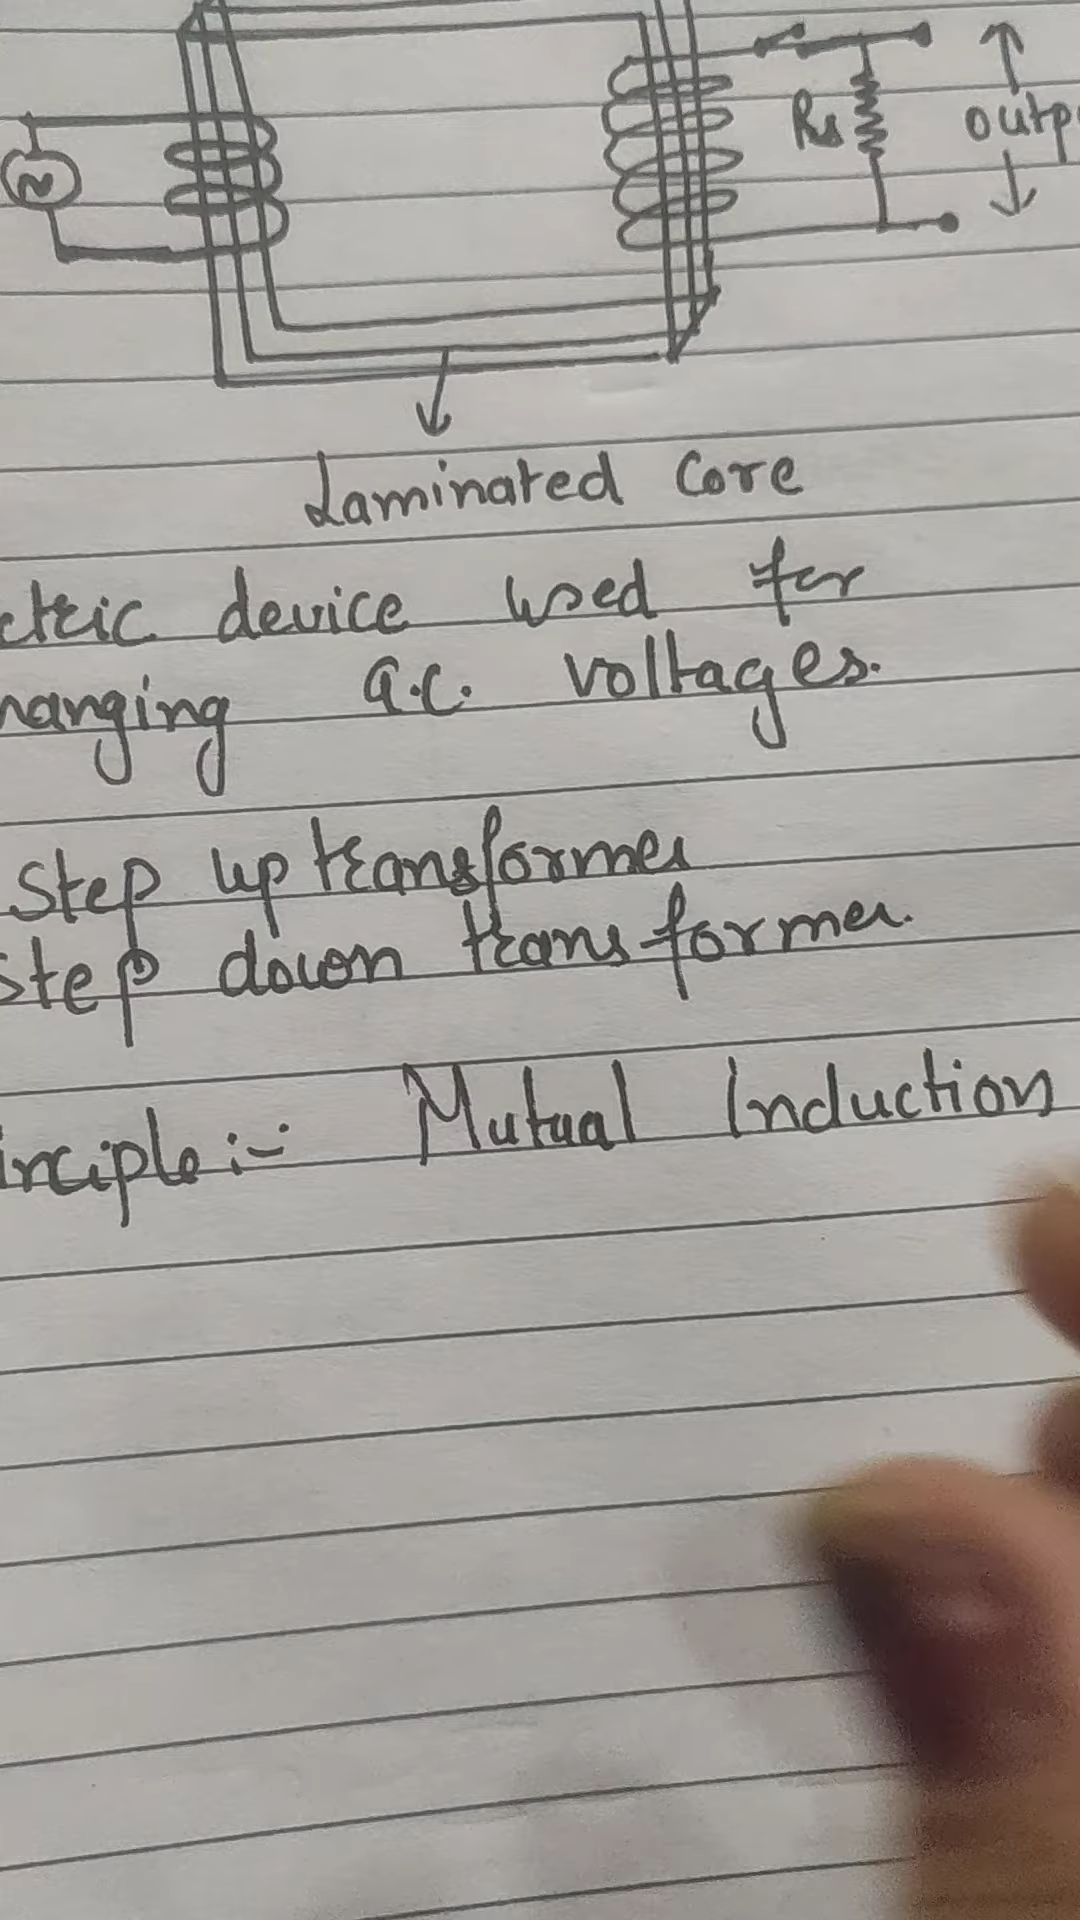 Rs
outp
Laminated Core
ctric device used for
hanging a.c. voltages.
Step up transformer
step down transformer.
inciple:- Mutual Induction